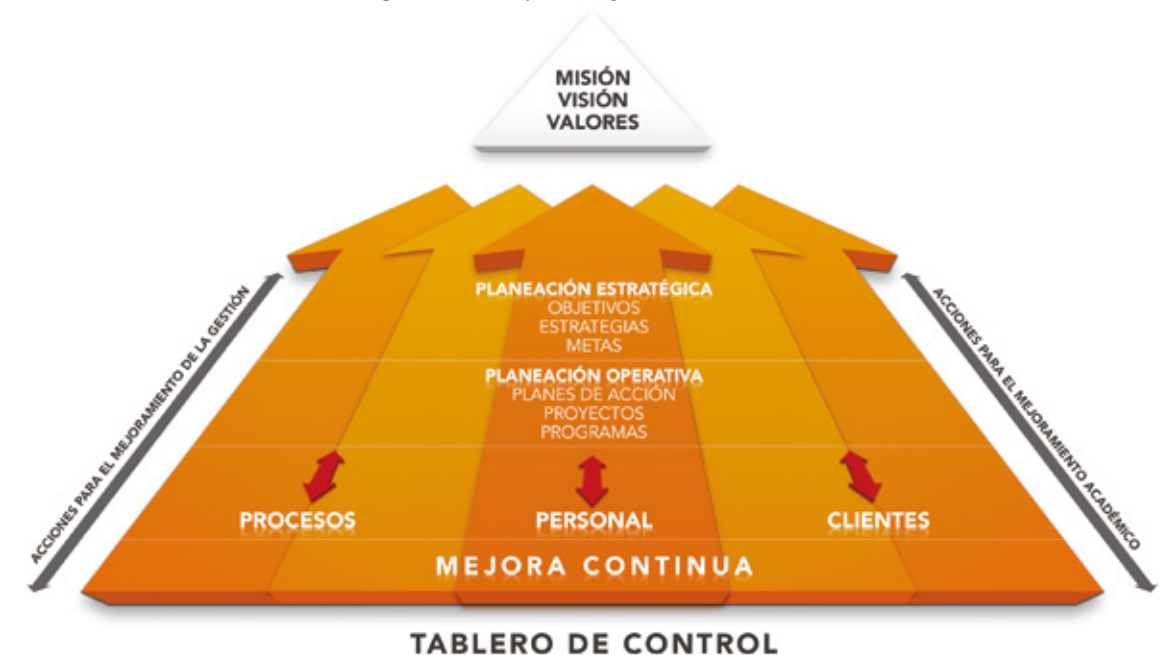 MISIÓN
VISIÓN
VALORES
PLANEACIÓN ESTRATÉGICA
OBJETIVOS
ESTRATEGIAS
METAS
PLANEACIÓN OPERATIVA
PLANES DE ACCIÓN
PROYECTOS
PROGRAMAS
PROCESOS
PERSONAL
CLIENTES
MEJORA CONTINUA
ACCIONES PARA EL MEJORAMIENTO DE LA GESTIÓN
ACCIONES PARA EL MEJORAMIENTO ACADÉMICO
TABLERO DE CONTROL